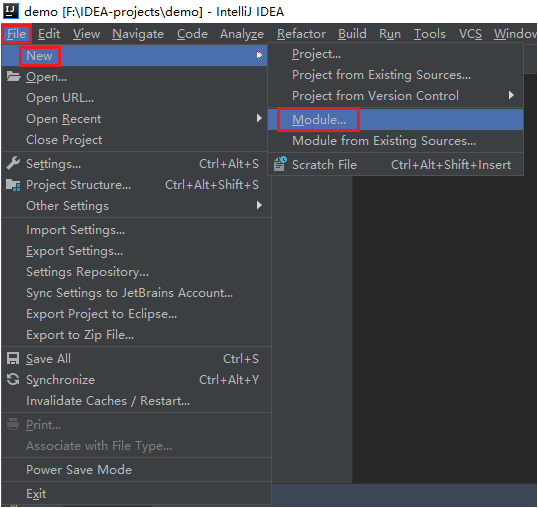 demo [F:\IDEA-projects\demo] - IntelliJ IDEA
File Edit View Navigate Code Analyze Refactor Build Run Tools VCS Window
New
Project...
Project from Existing Sources...
Project from Version Control
Module...
Module from Existing Sources...
Scratch File Ctrl+Alt+Shift+Insert
Open...
Open URL...
Open Recent
Close Project
Settings... Ctrl+Alt+S
Project Structure... Ctrl+Alt+Shift+S
Other Settings
Import Settings...
Export Settings...
Settings Repository...
Sync Settings to JetBrains Account...
Export Project to Eclipse...
Export to Zip File...
Save All Ctrl+S
Synchronize Ctrl+Alt+Y
Invalidate Caches / Restart...
Print...
Associate with File Type...
Power Save Mode
Exit